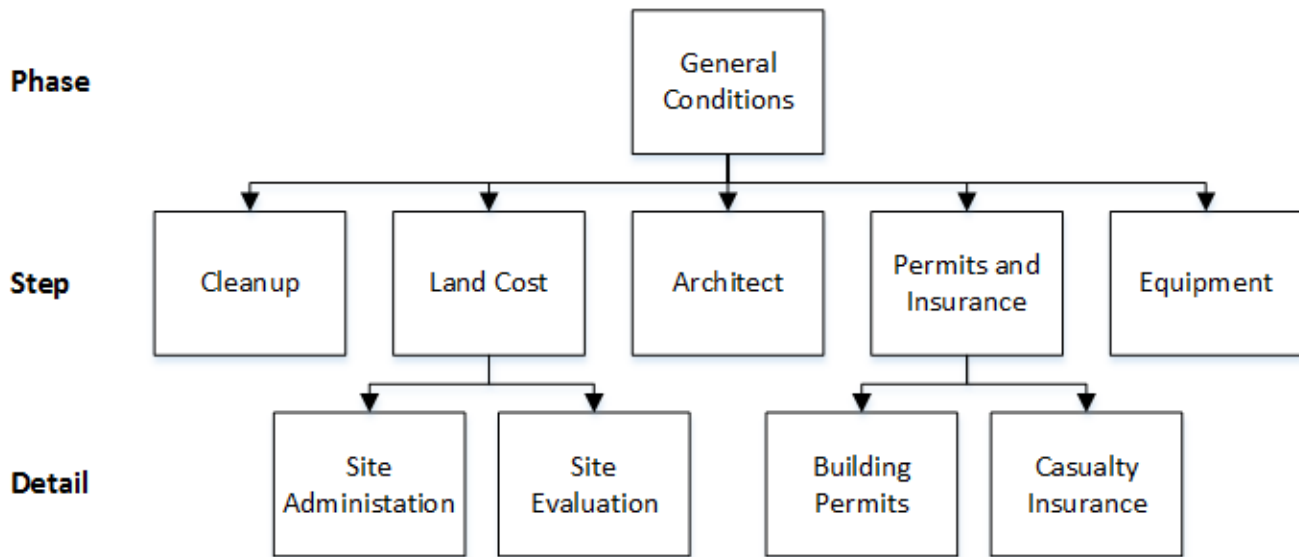 Phase
General
Conditions
Step
Cleanup
Land Cost
Architect
Permits and
Insurance
Equipment
Detail
Site
Administation
Site
Evaluation
Building
Permits
Casualty
Insurance